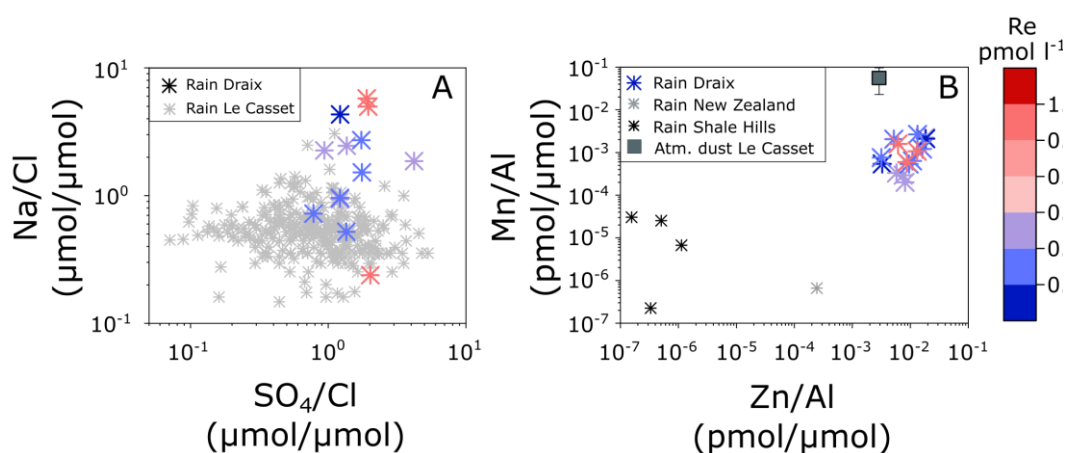 A
Rain Draix
Rain Le Casset
Na/Cl
(µmol/µmol)
10¹
10⁰
10⁻¹
10⁻¹ 10⁰ 10¹
SO₄/Cl
(µmol/µmol)
B
Rain Draix
Rain New Zealand
Rain Shale Hills
Atm. dust Le Casset
Mn/Al
(pmol/µmol)
10⁻¹
10⁻²
10⁻³
10⁻⁴
10⁻⁵
10⁻⁶
10⁻⁷
10⁻⁷ 10⁻⁶ 10⁻⁵ 10⁻⁴ 10⁻³ 10⁻² 10⁻¹
Zn/Al
(pmol/µmol)
Re
pmol l⁻¹
1
0
0
0
0